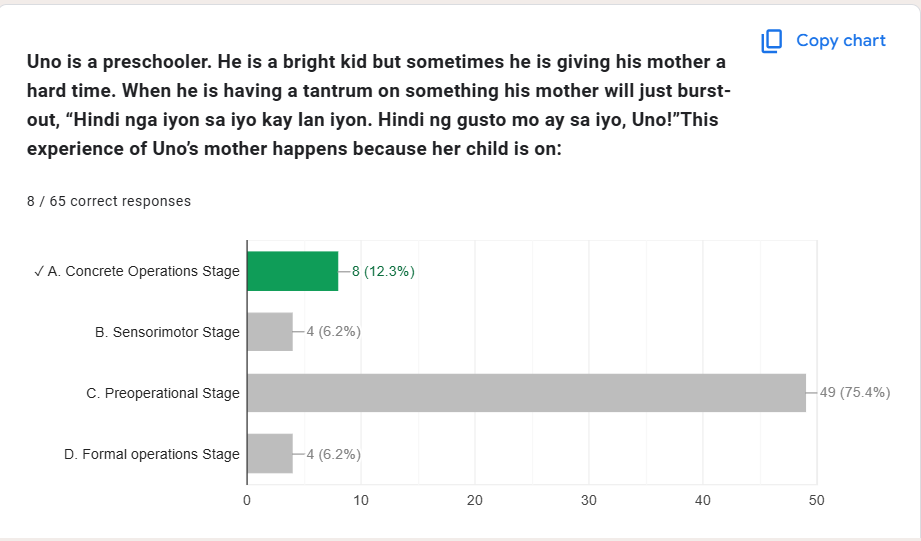 Copy chart
Uno is a preschooler. He is a bright kid but sometimes he is giving his mother a
hard time. When he is having a tantrum on something his mother will just burst-
out, “Hindi nga iyon sa iyo kay Ian iyon. Hindi ng gusto mo ay sa iyo, Uno!”This
experience of Uno’s mother happens because her child is on:
8 / 65 correct responses
✓ A. Concrete Operations Stage
8 (12.3%)
B. Sensorimotor Stage
4 (6.2%)
C. Preoperational Stage
49 (75.4%)
D. Formal operations Stage
4 (6.2%)
0 10 20 30 40 50